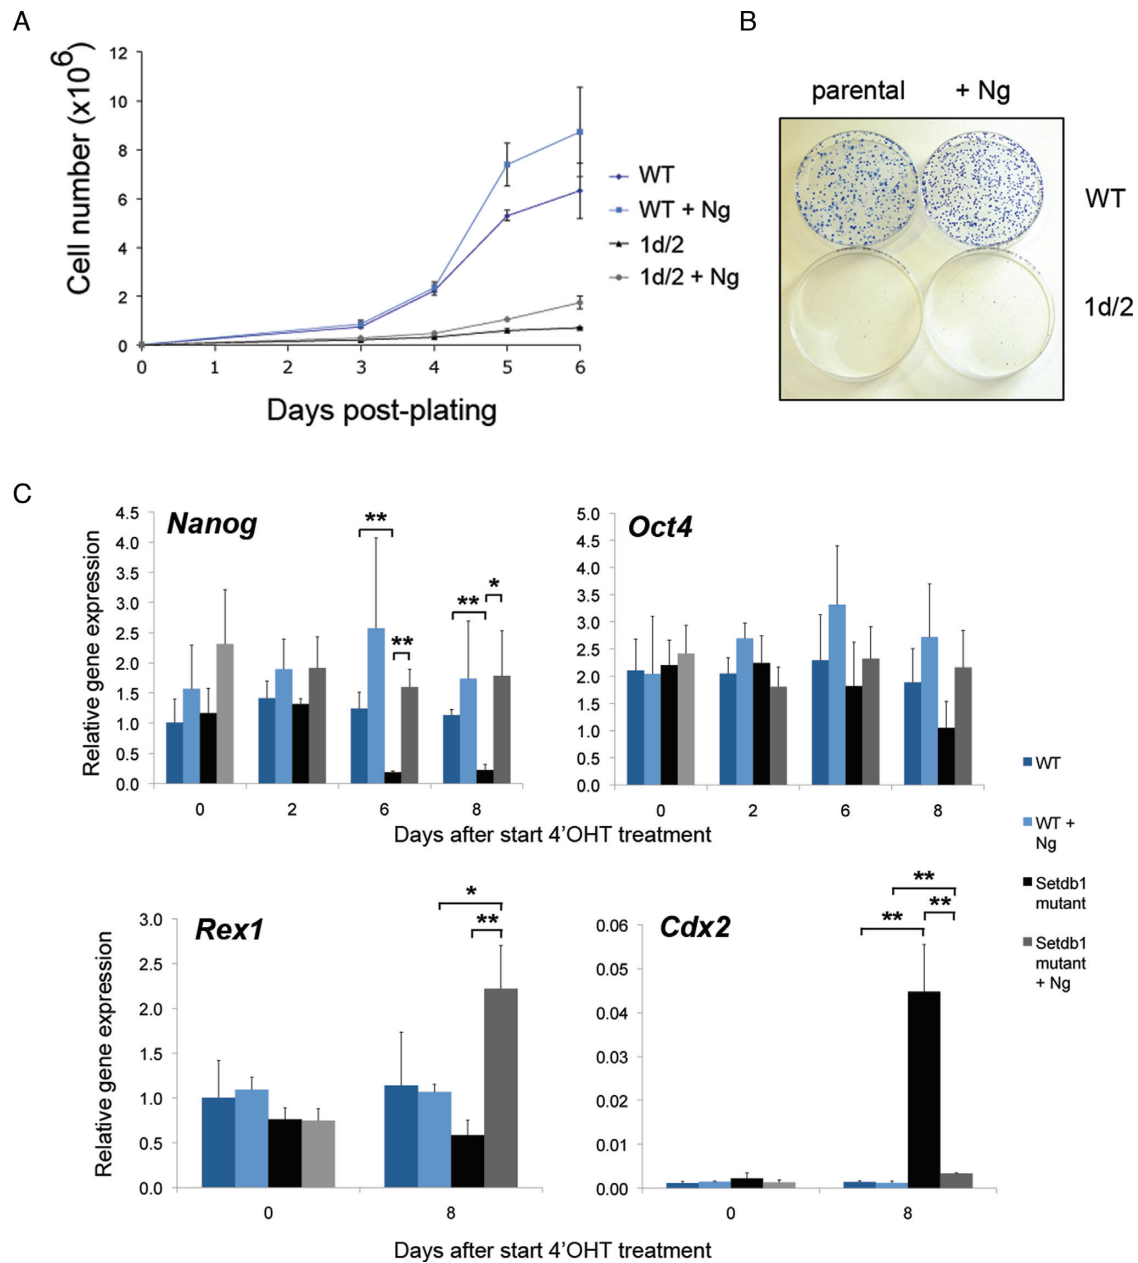 A
Cell number (x10⁶)
12
10
8
6
4
2
0
0 1 2 3 4 5 6
Days post-plating
WT
WT + Ng
1d/2
1d/2 + Ng
B
parental + Ng
WT
1d/2
C
Nanog
Relative gene expression
4.5
4.0
3.5
3.0
2.5
2.0
1.5
1.0
0.5
0.0
** ** ** *
0 2 6 8
Oct4
5.0
4.5
4.0
3.5
3.0
2.5
2.0
1.5
1.0
0.5
0.0
0 2 6 8
Days after start 4'OHT treatment
WT
WT +
Ng
Setdb1
mutant
Setdb1
mutant
+ Ng
Rex1
Relative gene expression
3.0
2.5
2.0
1.5
1.0
0.5
0.0
*
**
0 8
Cdx2
0.06
0.05
0.04
0.03
0.02
0.01
0.00
**
** **
0 8
Days after start 4'OHT treatment